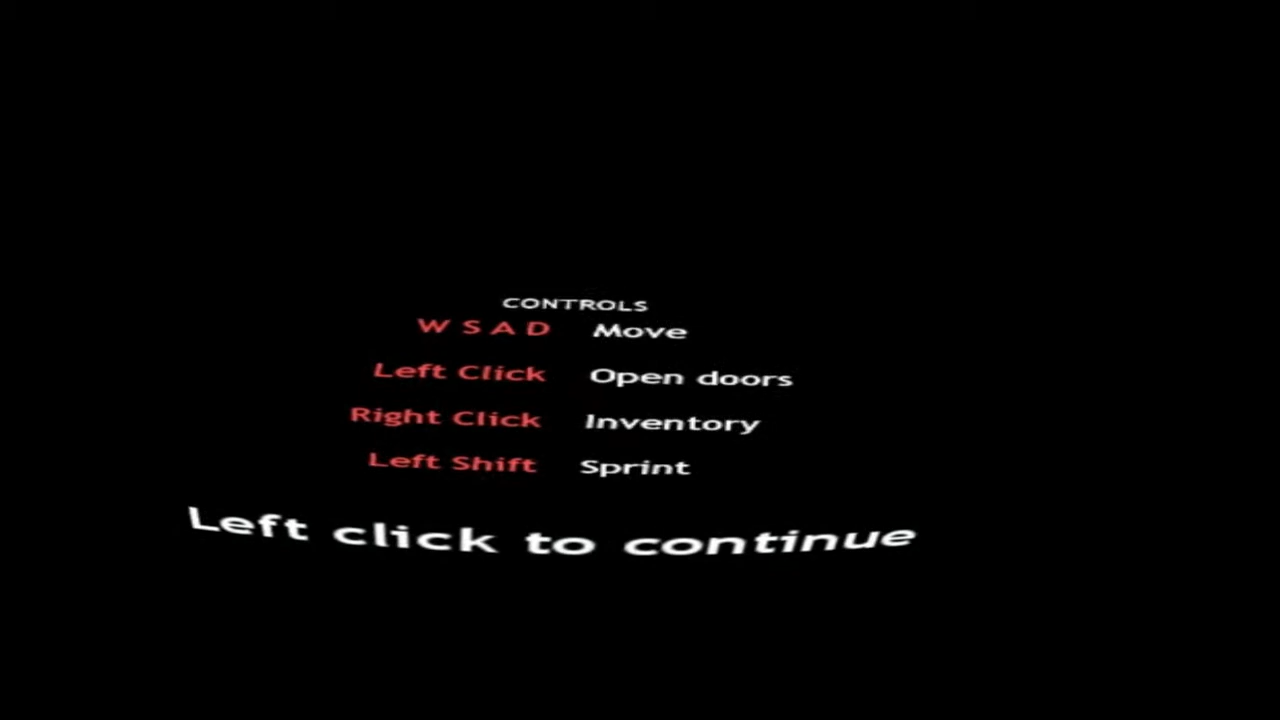 CONTROLS
W S A D Move
Left Click Open doors
Right Click Inventory
Left Shift Sprint
Left click to continue